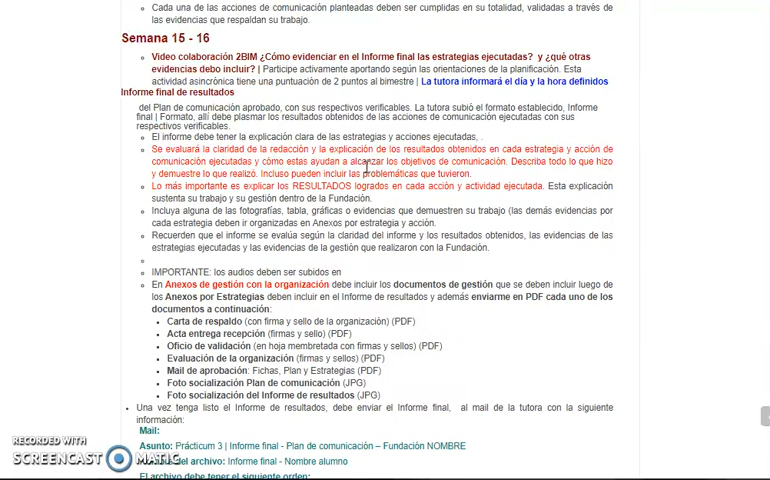 Cada una de las acciones de comunicación planteadas deben ser cumplidas en su totalidad, validadas a través de
las evidencias que respaldan su trabajo.
Semana 15 - 16
Video colaboración 2BIM ¿Cómo evidenciar en el Informe final las estrategias ejecutadas? y ¿qué otras
evidencias debo incluir? | Participe activamente aportando según las orientaciones de la planificación. Esta
actividad asincrónica tiene una puntuación de 2 puntos al bimestre | La tutora informará el día y la hora definidos
Informe final de resultados
del Plan de comunicación aprobado, con sus respectivos verificables. La tutora subió el formato establecido, Informe
final | Formato, allí debe plasmar los resultados obtenidos de las acciones de comunicación ejecutadas con sus
respectivos verificables.
El informe debe tener la explicación clara de las estrategias y acciones ejecutadas, .
Se evaluará la claridad de la redacción y la explicación de los resultados obtenidos en cada estrategia y acción de
comunicación ejecutadas y cómo estas ayudan a alcanzar los objetivos de comunicación. Describa todo lo que hizo
y demuestre lo que realizó. Incluso pueden incluir las problemáticas que tuvieron.
Lo más importante es explicar los RESULTADOS logrados en cada acción y actividad ejecutada. Esta explicación
sustenta su trabajo y su gestión dentro de la Fundación.
Incluya alguna de las fotografías, tabla, gráficas o evidencias que demuestren su trabajo (las demás evidencias por
cada estrategia deben ir organizadas en Anexos por estrategia y acción.
Recuerden que el informe se evalúa según la claridad del informe y los resultados obtenidos, las evidencias de las
estrategias ejecutadas y las evidencias de la gestión que realizaron con la Fundación.
IMPORTANTE: los audios deben ser subidos en
En Anexos de gestión con la organización debe incluir los documentos de gestión que se deben incluir luego de
los Anexos por Estrategias deben incluir en el Informe de resultados y además enviarme en PDF cada uno de los
documentos a continuación:
Carta de respaldo (con firma y sello de la organización) (PDF)
Acta entrega recepción (firmas y sello) (PDF)
Oficio de validación (en hoja membretada con firmas y sellos) (PDF)
Evaluación de la organización (firmas y sellos) (PDF)
Mail de aprobación: Fichas, Plan y Estrategias (PDF)
Foto socialización Plan de comunicación (JPG)
Foto socialización del Informe de resultados (JPG)
Una vez tenga listo el Informe de resultados, debe enviar el Informe final, al mail de la tutora con la siguiente
información:
Mail:
Asunto: Prácticum 3 | Informe final - Plan de comunicación – Fundación NOMBRE
del archivo: Informe final - Nombre alumno
El archivo debe tener el siguiente orden:
RECORDED WITH
SCREENCAST MATIC